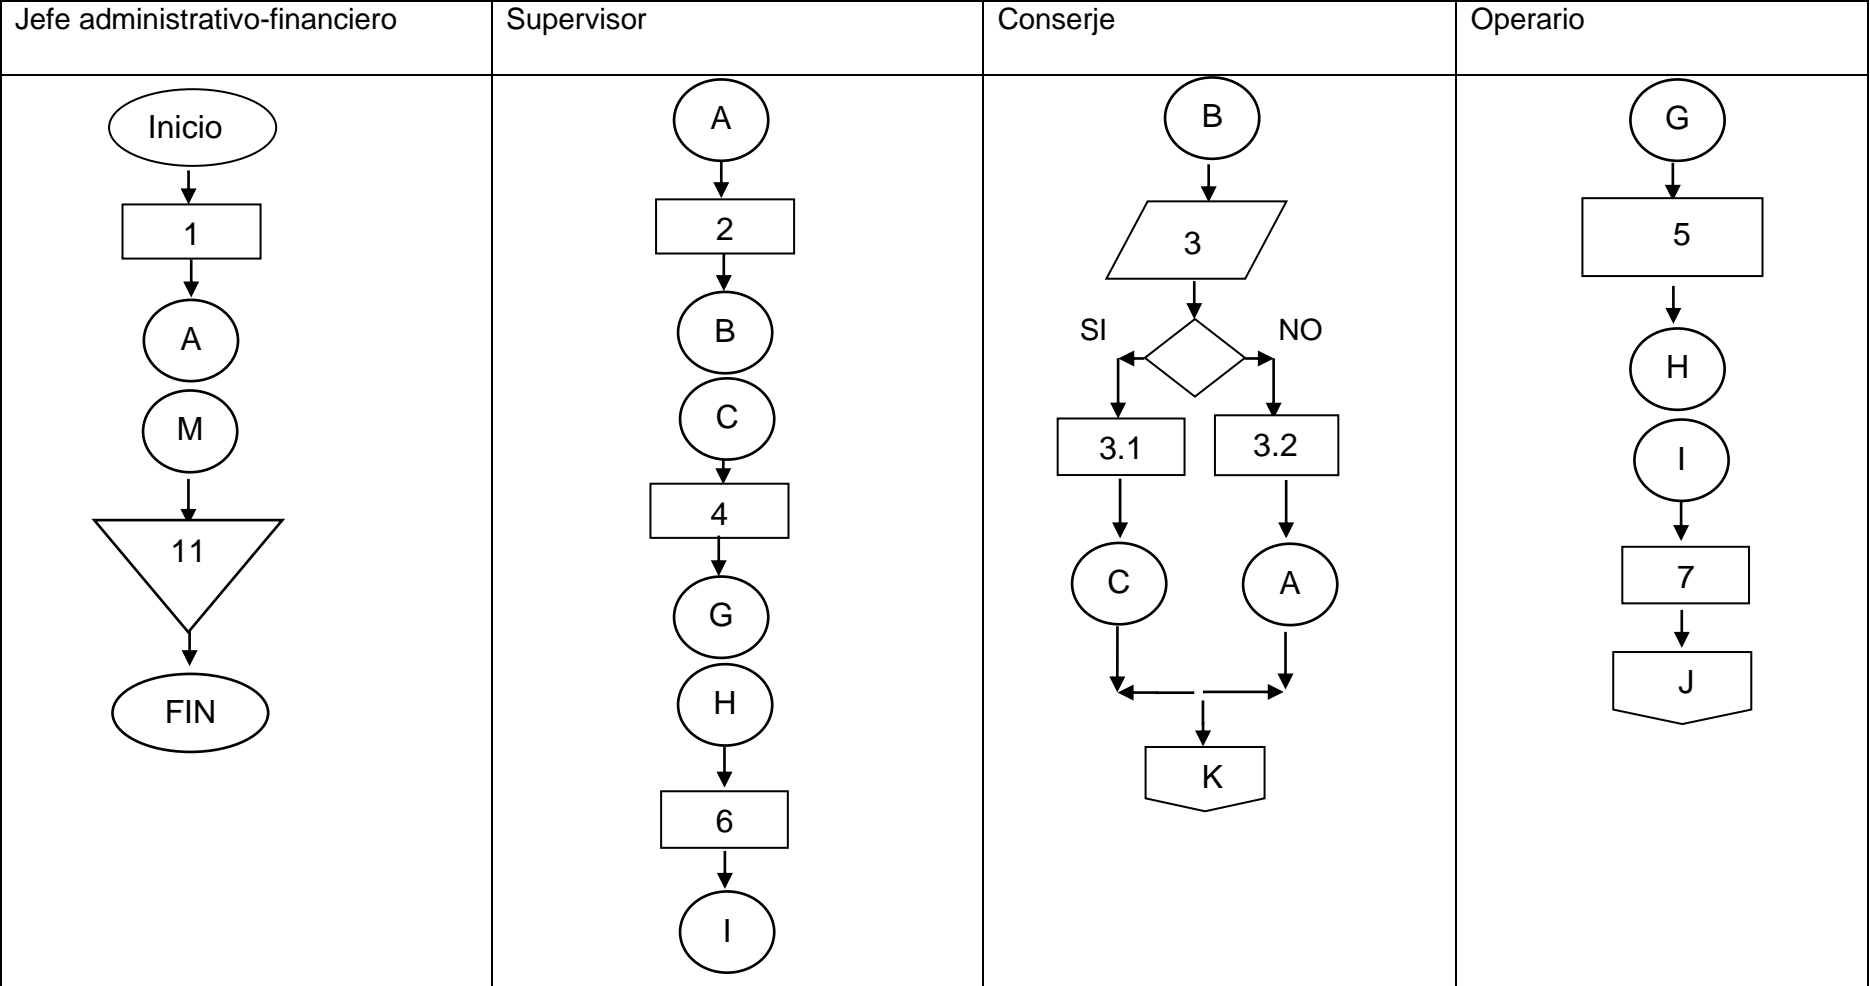 Jefe administrativo-financiero
Supervisor
Conserje
Operario
Inicio
1
A
M
11
FIN
A
2
B
C
4
G
H
6
I
B
3
SI
NO
3.1
3.2
C
A
K
G
5
H
I
7
J